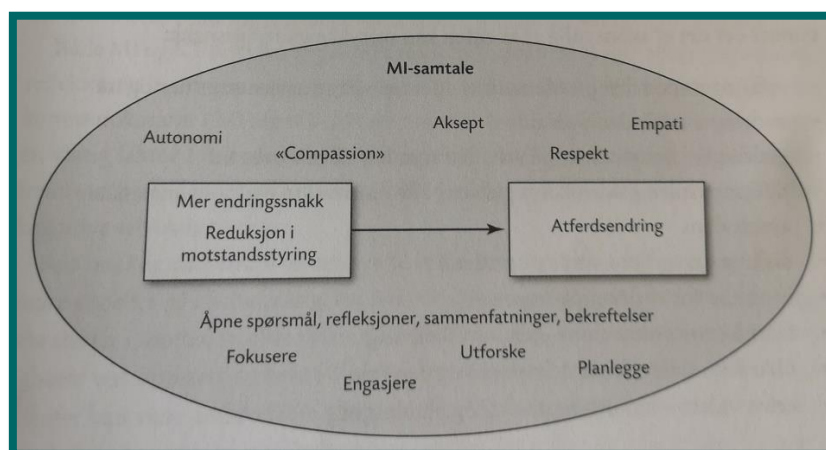 MI-samtale
Autonomi
Aksept
Empati
«Compassion»
Respekt
Mer endringssnakk
Reduksjon i
motstandsstyring
Atferdsendring
Åpne spørsmål, refleksjoner, sammenfatninger, bekreftelser
Fokusere
Utforske
Engasjere
Planlegge